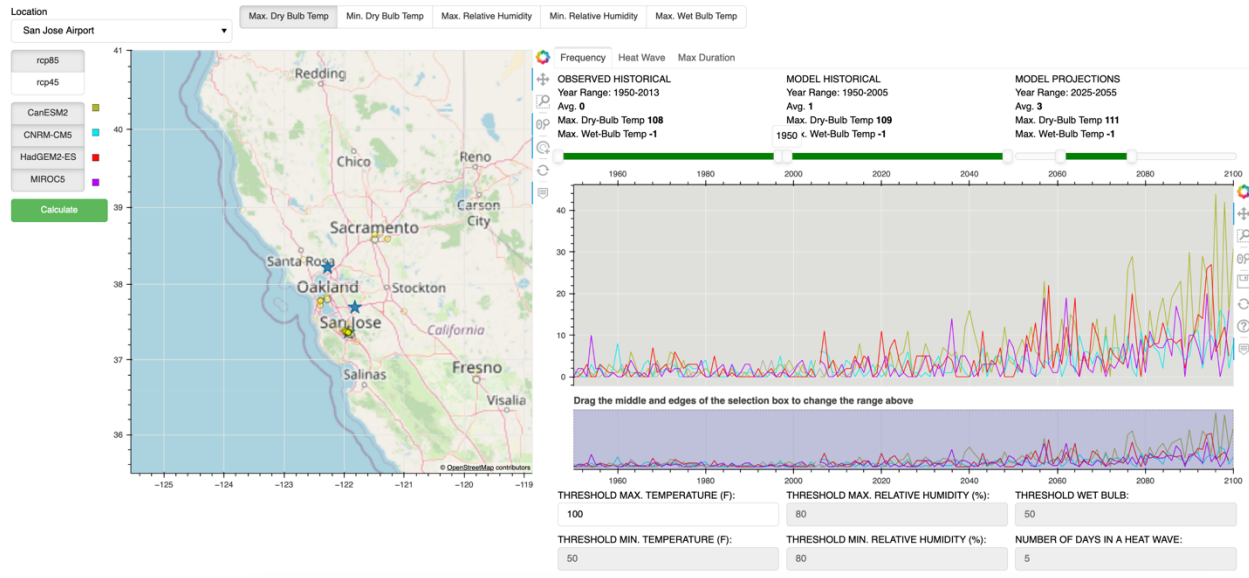 Location
San Jose Airport
Max. Dry Bulb Temp
Min. Dry Bulb Temp
Max. Relative Humidity
Min. Relative Humidity
Max. Wet Bulb Temp
rcp85
rcp45
CanESM2
CNRM-CM5
HadGEM2-ES
MIROC5
Calculate
41
40
39
38
37
36
−125
−124
−123
−122
−121
−120
−119
Redding
Chico
Reno
Carson
City
Sacramento
Santa Rosa
Oakland
Stockton
San Jose
California
Salinas
Fresno
Visalia
© OpenStreetMap contributors
Frequency
Heat Wave
Max Duration
OBSERVED HISTORICAL
Year Range: 1950-2013
Avg. 0
Max. Dry-Bulb Temp 108
Max. Wet-Bulb Temp -1
MODEL HISTORICAL
Year Range: 1950-2005
Avg. 1
Max. Dry-Bulb Temp 109
1950
x. Wet-Bulb Temp -1
MODEL PROJECTIONS
Year Range: 2025-2055
Avg. 3
Max. Dry-Bulb Temp 111
Max. Wet-Bulb Temp -1
1960
1980
2000
2020
2040
2060
2080
2100
40
30
20
10
0
Drag the middle and edges of the selection box to change the range above
1960
1980
2000
2020
2040
2060
2080
2100
THRESHOLD MAX. TEMPERATURE (F):
100
THRESHOLD MAX. RELATIVE HUMIDITY (%):
80
THRESHOLD WET BULB:
50
THRESHOLD MIN. TEMPERATURE (F):
50
THRESHOLD MIN. RELATIVE HUMIDITY (%):
80
NUMBER OF DAYS IN A HEAT WAVE:
5